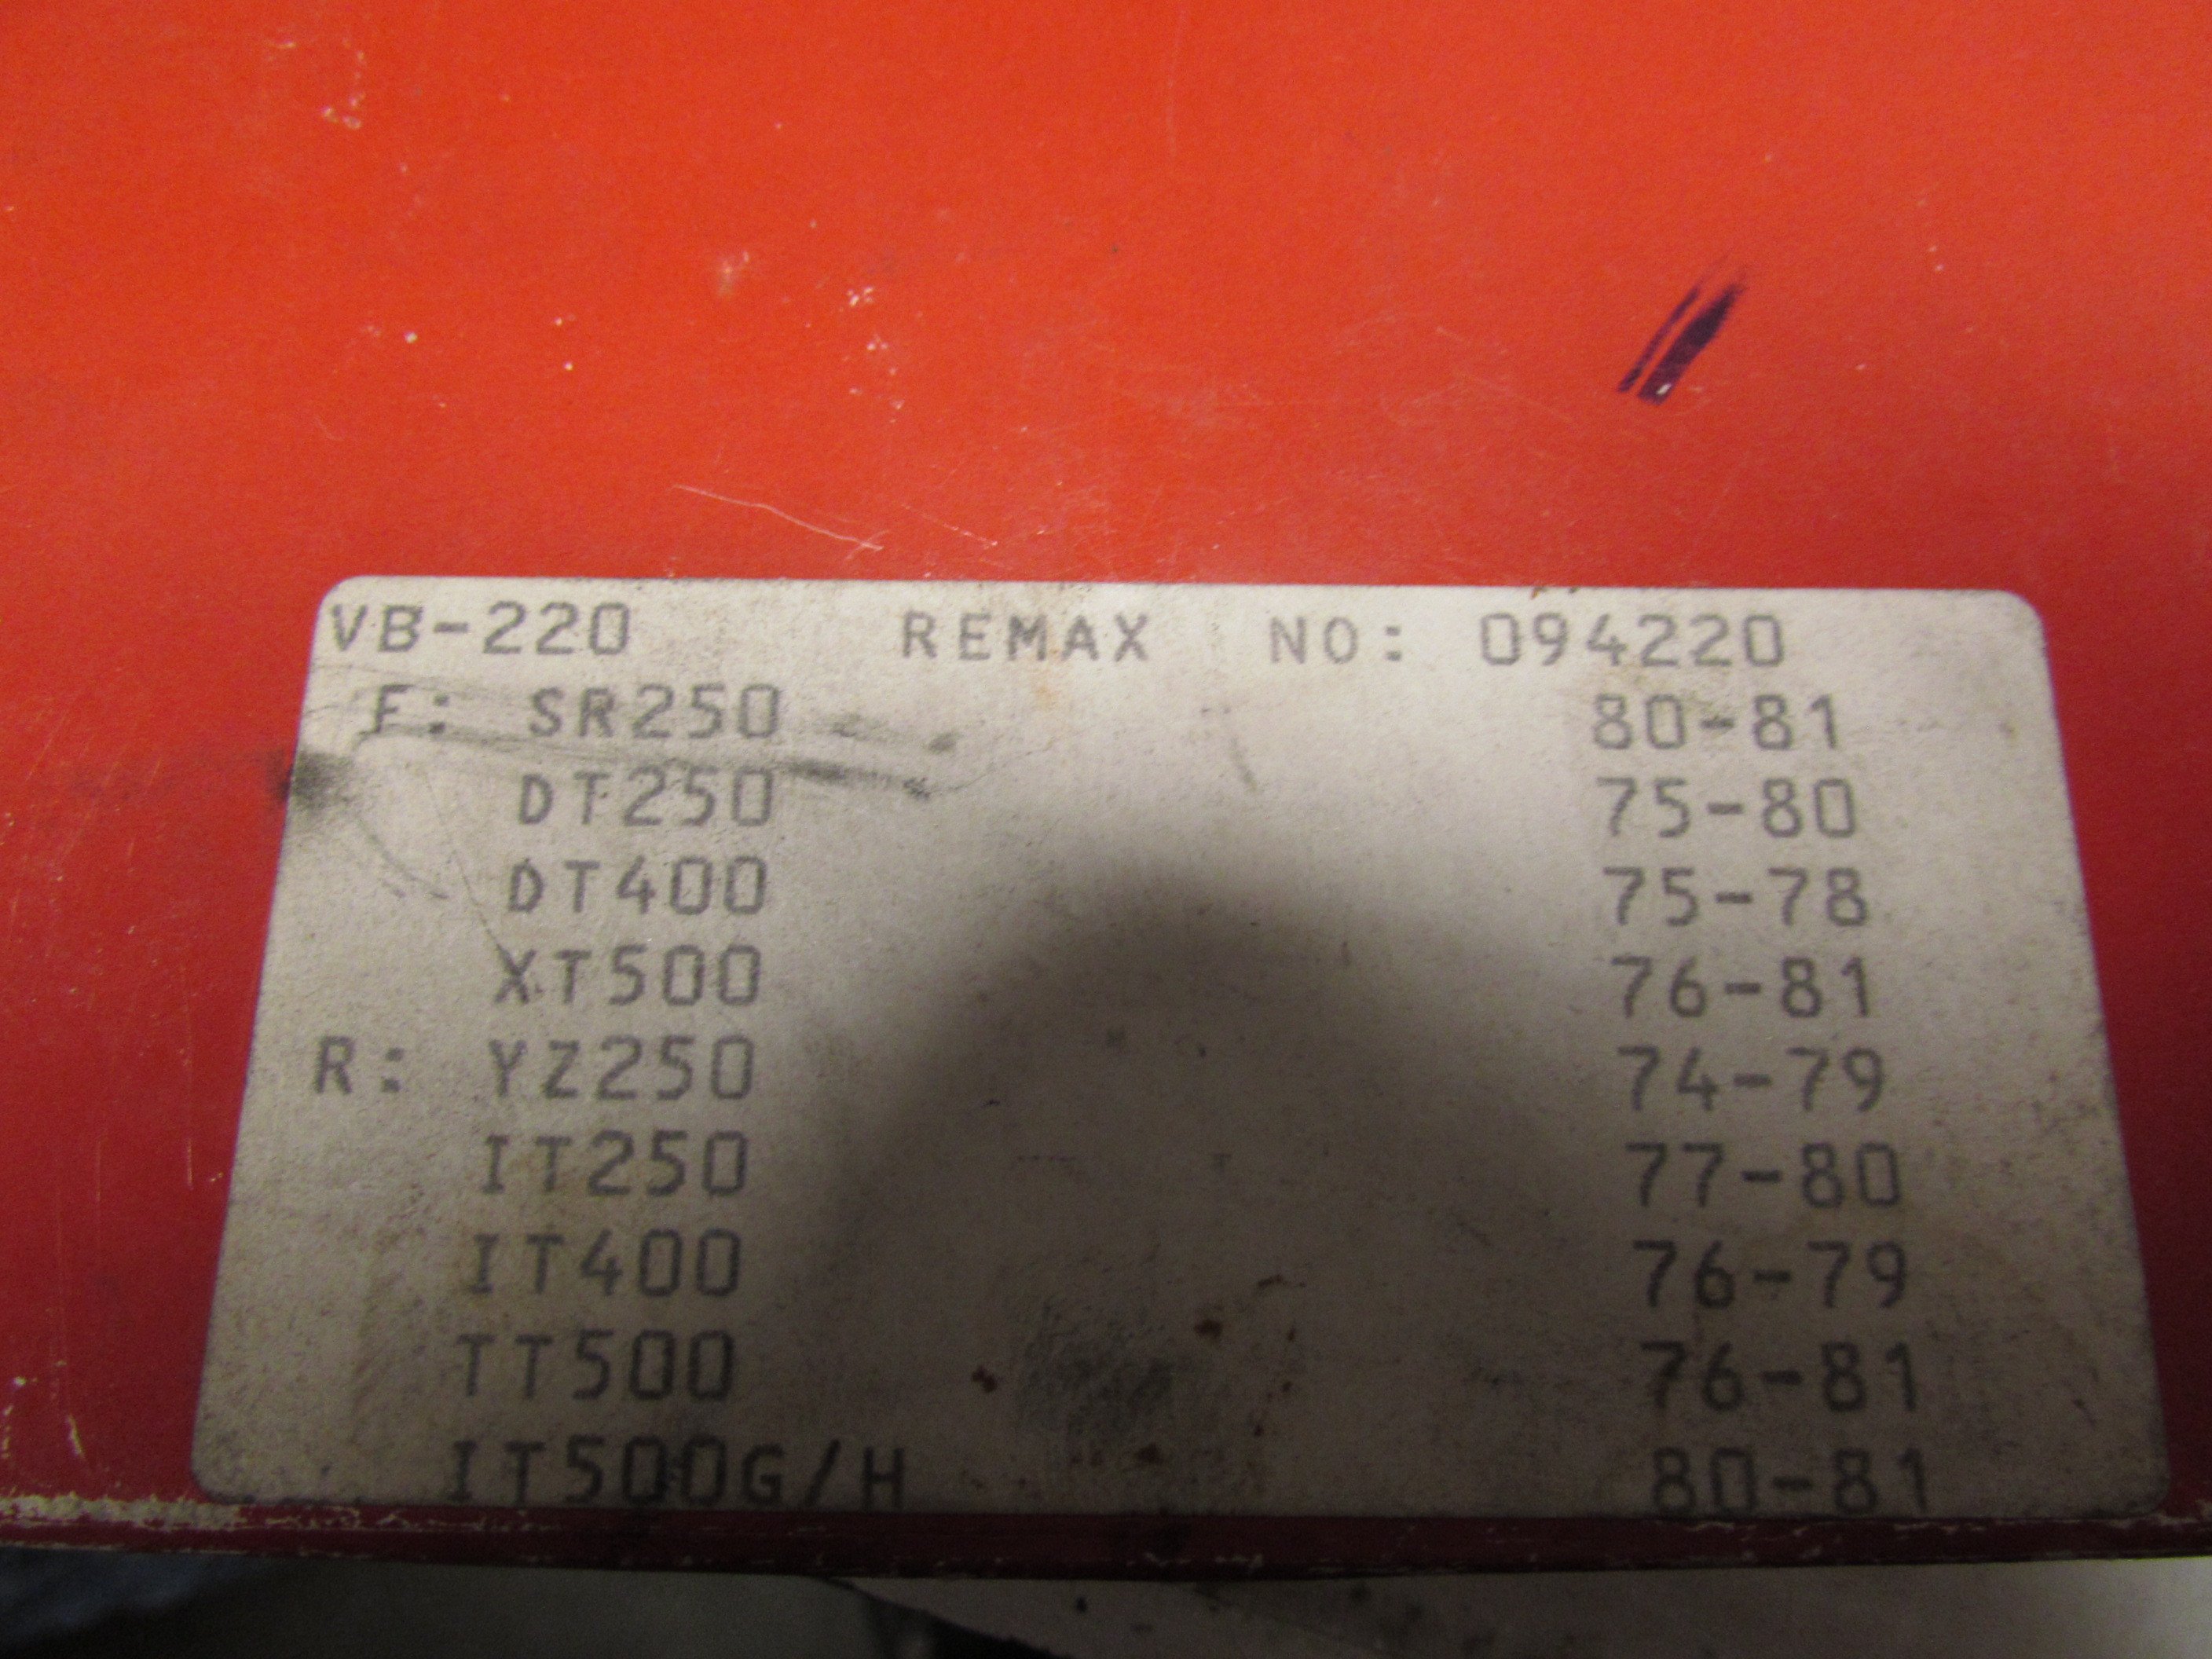 VB-220 REMAX NO: 094220
F: SR250 80-81
DT250 75-80
DT400 75-78
XT500 76-81
R: YZ250 74-79
IT250 77-80
IT400 76-79
TT500 76-81
IT500G/H 80-81